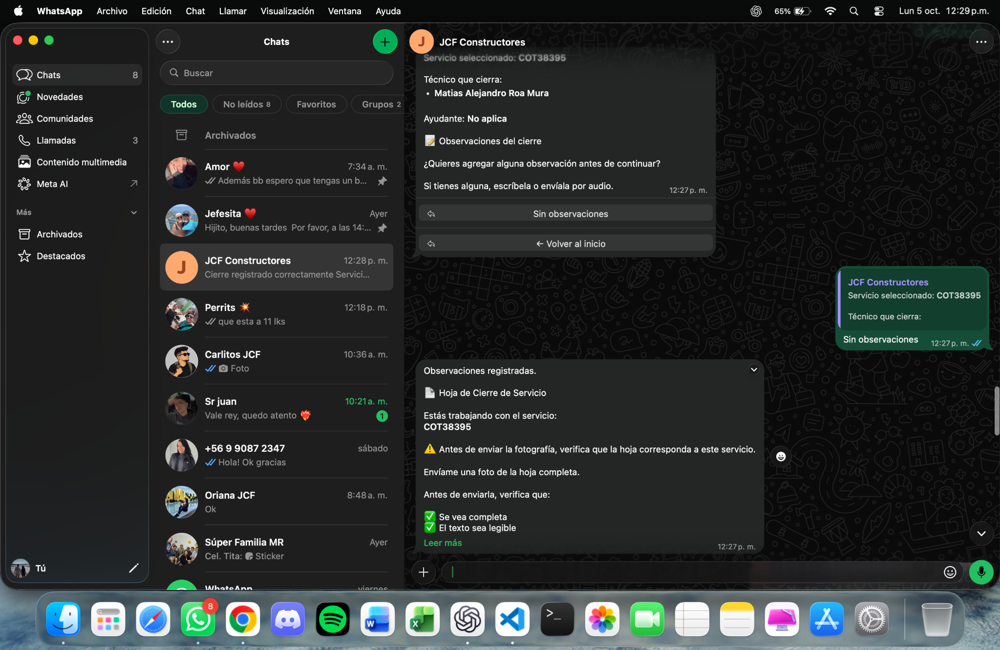 WhatsApp Archivo Edición Chat Llamar Visualización Ventana Ayuda 65% Lun 5 oct. 12:29 p.m.
Chats 8
Novedades
Comunidades
Llamadas 3
Contenido multimedia
Meta AI
Más
Archivados
Destacados
Tú
Chats
Buscar
Todos
No leídos 8
Favoritos
Grupos 2
Archivados
Amor 7:34 a. m.
Además bb espero que tengas un b...
Jefesita Ayer
Hijito, buenas tardes Por favor, a las 14:...
J
JCF Constructores 12:28 p. m.
Cierre registrado correctamente Servici...
Perrits 12:18 p. m.
que esta a 11 lks
Carlitos JCF 10:36 a. m.
Foto
Sr juan 10:21 a. m.
Vale rey, quedo atento 1
+56 9 9087 2347 sábado
Hola! Ok gracias
Oriana JCF 8:48 a. m.
Ok
Súper Familia MR Ayer
Cel. Tita: Sticker
WhatsApp viernes
J
JCF Constructores
Servicio seleccionado: COT38395
Técnico que cierra:
• Matias Alejandro Roa Mura
Ayudante: No aplica
📝 Observaciones del cierre
¿Quieres agregar alguna observación antes de continuar?
Si tienes alguna, escríbela o envíala por audio.
12:27 p. m.
Sin observaciones
← Volver al inicio
JCF Constructores
Servicio seleccionado: COT38395
Técnico que cierra:
Sin observaciones
12:27 p. m.
Observaciones registradas.
📄 Hoja de Cierre de Servicio
Estás trabajando con el servicio:
COT38395
⚠️ Antes de enviar la fotografía, verifica que la hoja corresponda a este servicio.
Envíame una foto de la hoja completa.
Antes de enviarla, verifica que:
✅ Se vea completa
✅ El texto sea legible
Leer más
12:27 p. m.
8
W
X
>_